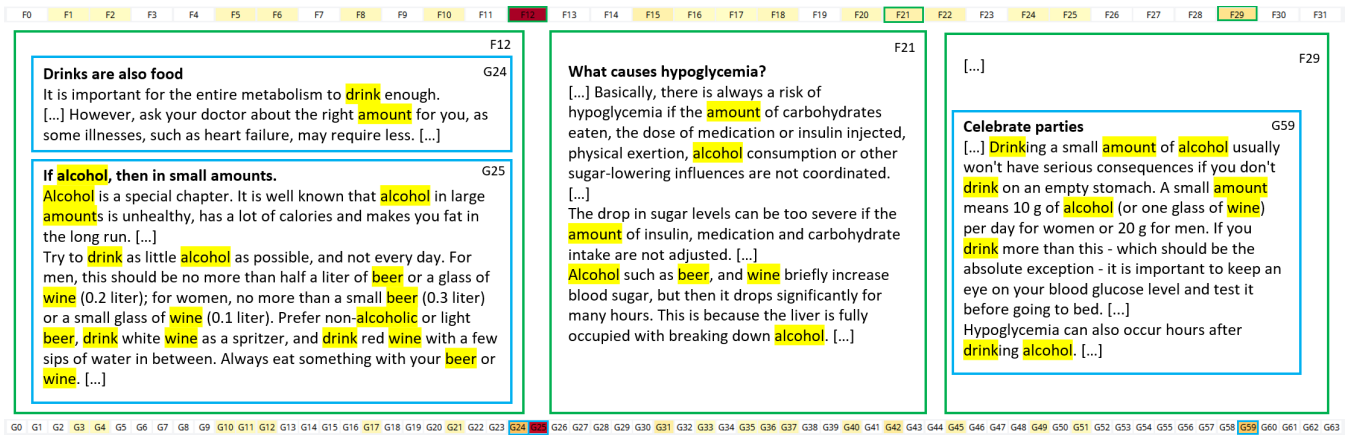 F0 F1 F2 F3 F4 F5 F6 F7 F8 F9 F10 F11 F12 F13 F14 F15 F16 F17 F18 F19 F20 F21 F22 F23 F24 F25 F26 F27 F28 F29 F30 F31
F12
Drinks are also food G24
It is important for the entire metabolism to drink enough.
[...] However, ask your doctor about the right amount for you, as
some illnesses, such as heart failure, may require less. [...]
If alcohol, then in small amounts. G25
Alcohol is a special chapter. It is well known that alcohol in large
amounts is unhealthy, has a lot of calories and makes you fat in
the long run. [...]
Try to drink as little alcohol as possible, and not every day. For
men, this should be no more than half a liter of beer or a glass of
wine (0.2 liter); for women, no more than a small beer (0.3 liter)
or a small glass of wine (0.1 liter). Prefer non-alcoholic or light
beer, drink white wine as a spritzer, and drink red wine with a few
sips of water in between. Always eat something with your beer or
wine. [...]
F21
What causes hypoglycemia?
[...] Basically, there is always a risk of
hypoglycemia if the amount of carbohydrates
eaten, the dose of medication or insulin injected,
physical exertion, alcohol consumption or other
sugar-lowering influences are not coordinated.
[...]
The drop in sugar levels can be too severe if the
amount of insulin, medication and carbohydrate
intake are not adjusted. [...]
Alcohol such as beer, and wine briefly increase
blood sugar, but then it drops significantly for
many hours. This is because the liver is fully
occupied with breaking down alcohol. [...]
F29
[...]
Celebrate parties G59
[...] Drinking a small amount of alcohol usually
won't have serious consequences if you don't
drink on an empty stomach. A small amount
means 10 g of alcohol (or one glass of wine)
per day for women or 20 g for men. If you
drink more than this - which should be the
absolute exception - it is important to keep an
eye on your blood glucose level and test it
before going to bed. [...]
Hypoglycemia can also occur hours after
drinking alcohol. [...]
G0 G1 G2 G3 G4 G5 G6 G7 G8 G9 G10 G11 G12 G13 G14 G15 G16 G17 G18 G19 G20 G21 G22 G23 G24 G25 G26 G27 G28 G29 G30 G31 G32 G33 G34 G35 G36 G37 G38 G39 G40 G41 G42 G43 G44 G45 G46 G47 G48 G49 G50 G51 G52 G53 G54 G55 G56 G57 G58 G59 G60 G61 G62 G63